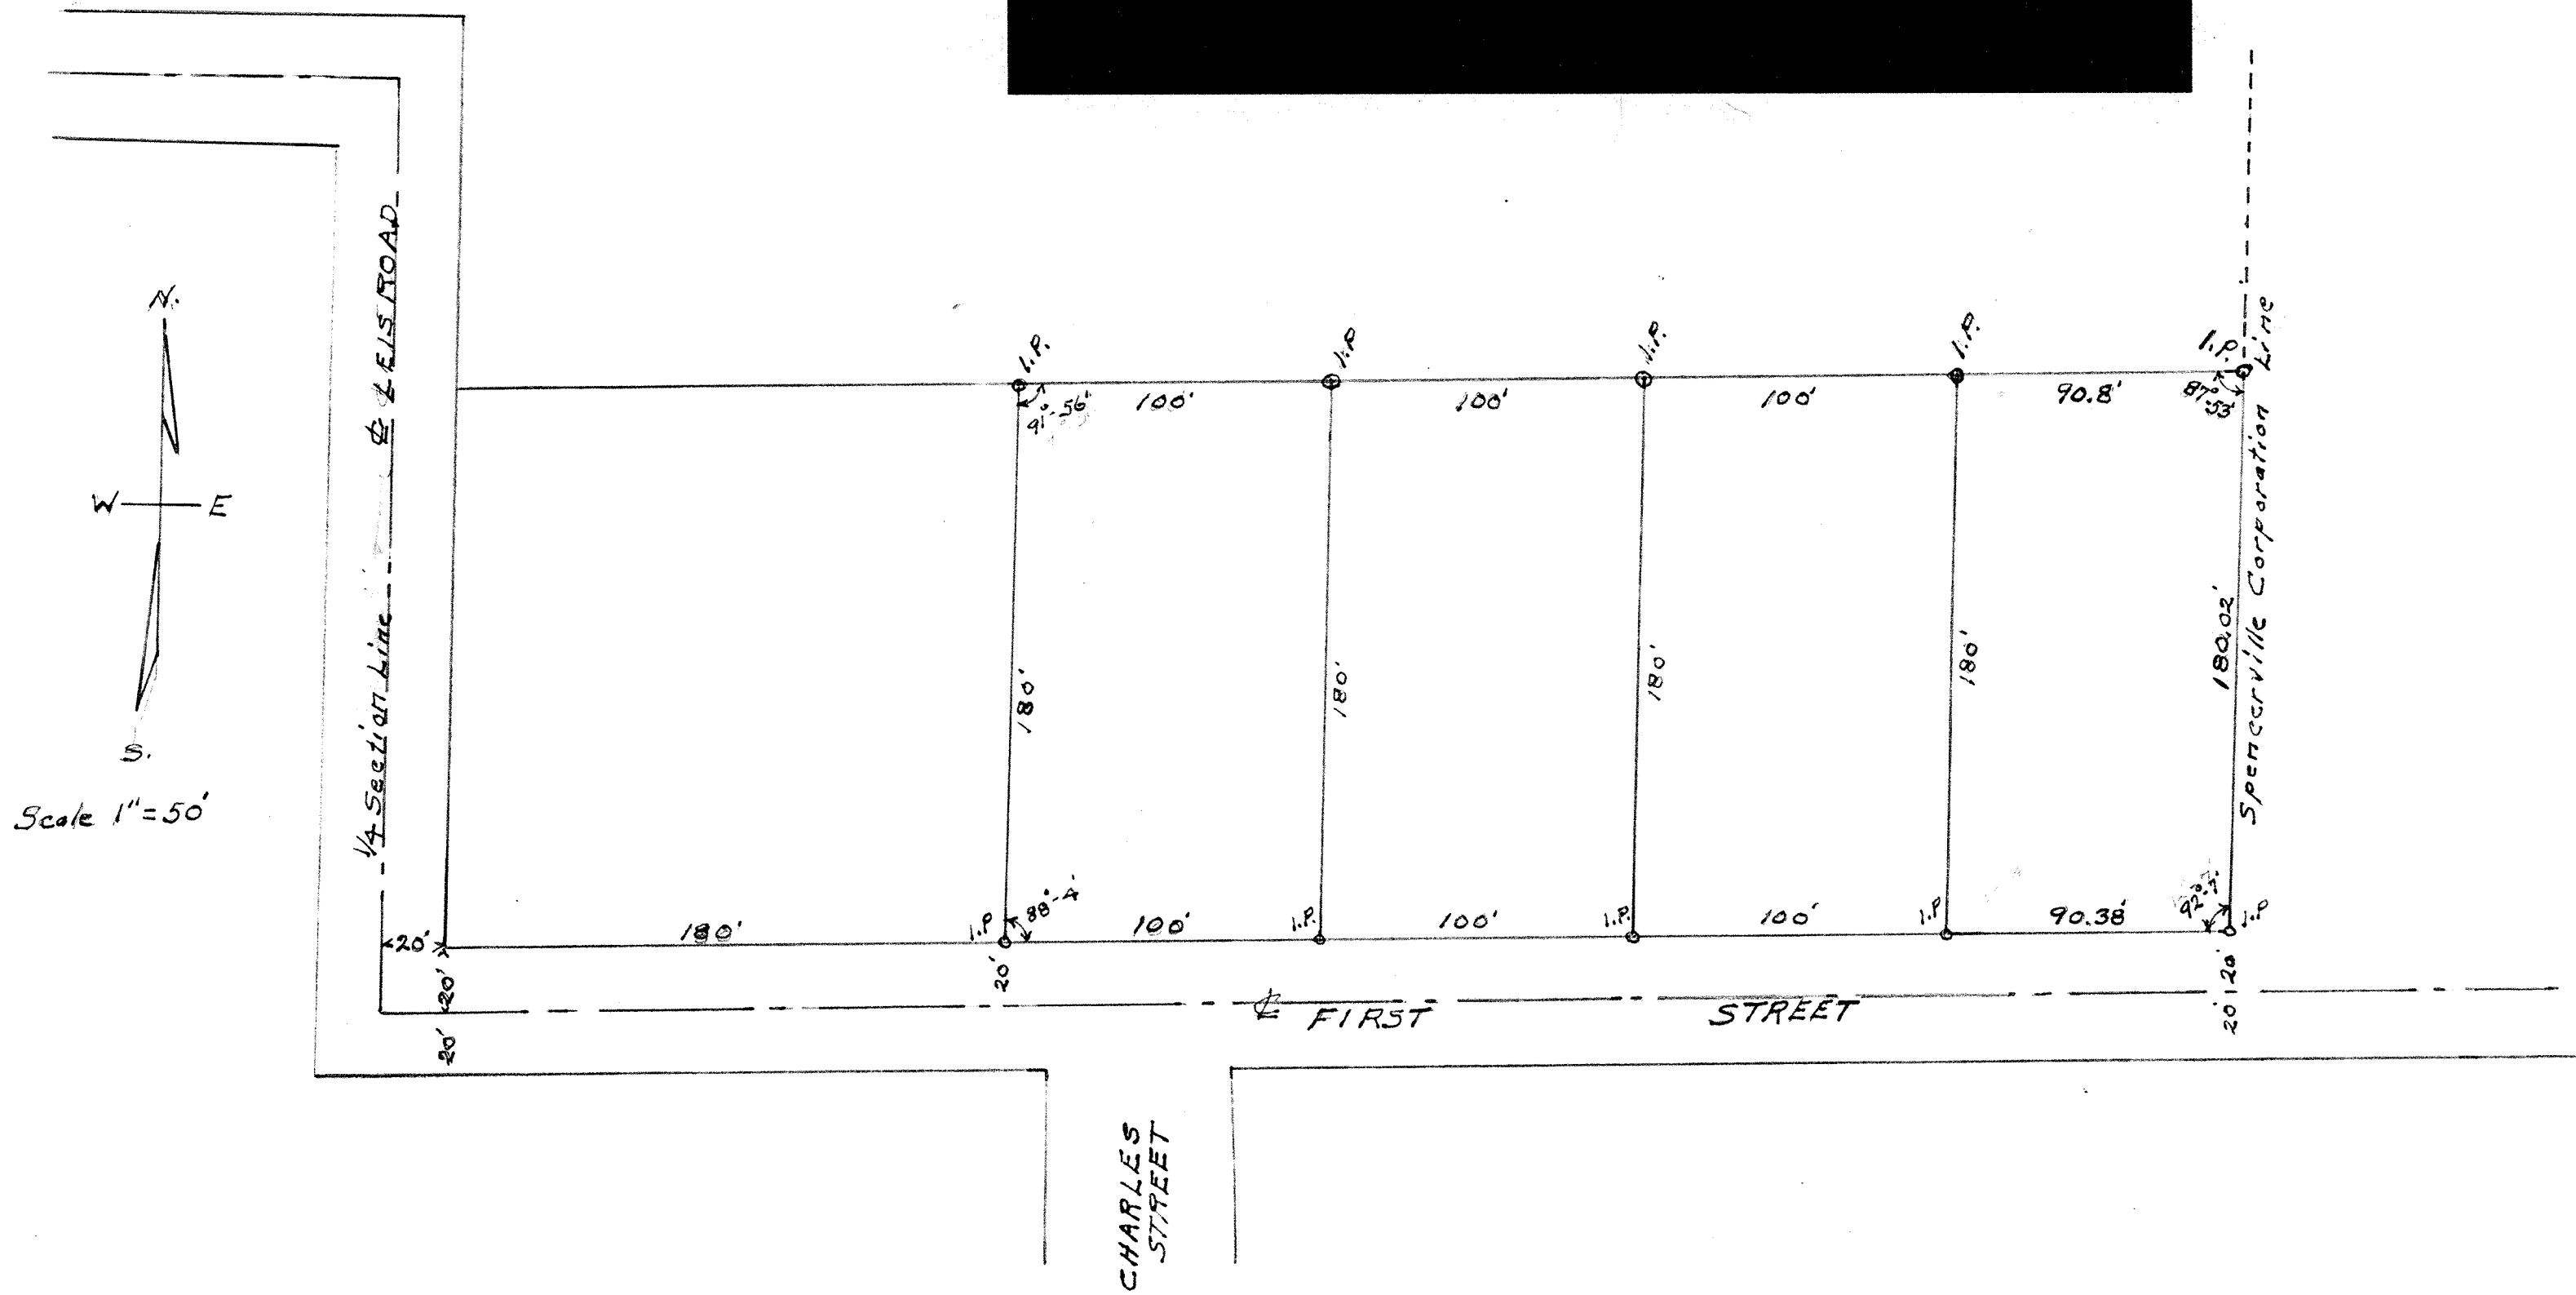 N.
W E
S.
Scale 1"=50'
1/4 Section Line
℄ LEIS ROAD
I.P.
I.P
I.P.
I.P.
I.P.
91°-56'
100'
100'
100'
90.8'
87°-53'
Spencerville Corporation Line
180'
180'
180'
180'
180.02'
20'
180'
I.P
88°-4'
100'
I.P.
100'
I.P.
100'
I.P
90.38'
92°-7'
I.P
20'
20'
20'
20'
20'
℄ FIRST STREET
CHARLES
STREET